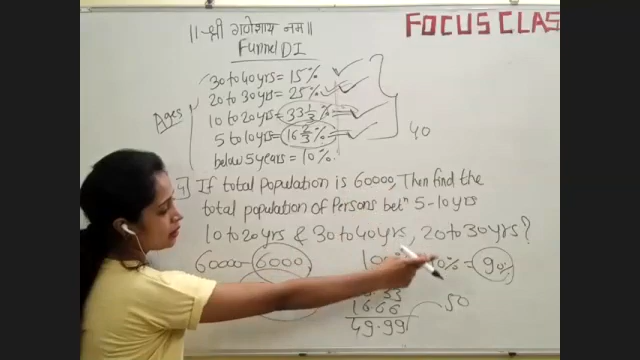 ॥ श्री गणेशाय नमः॥
FOCUS CLAS
Funnel DI
Ages
30 to 40 yrs = 15%
20 to 30 yrs = 25%
10 to 20 yrs = 33 1/3 %
5 to 10 yrs = 16 2/3 %
below 5 years = 10%.
40
4) If total population is 60000, Then find the
total population of Persons betn 5-10 yrs
10 to 20 yrs & 30 to 40 yrs, 20 to 30 yrs?
60000 - 6000
10% = 90%
1666
49.99
50